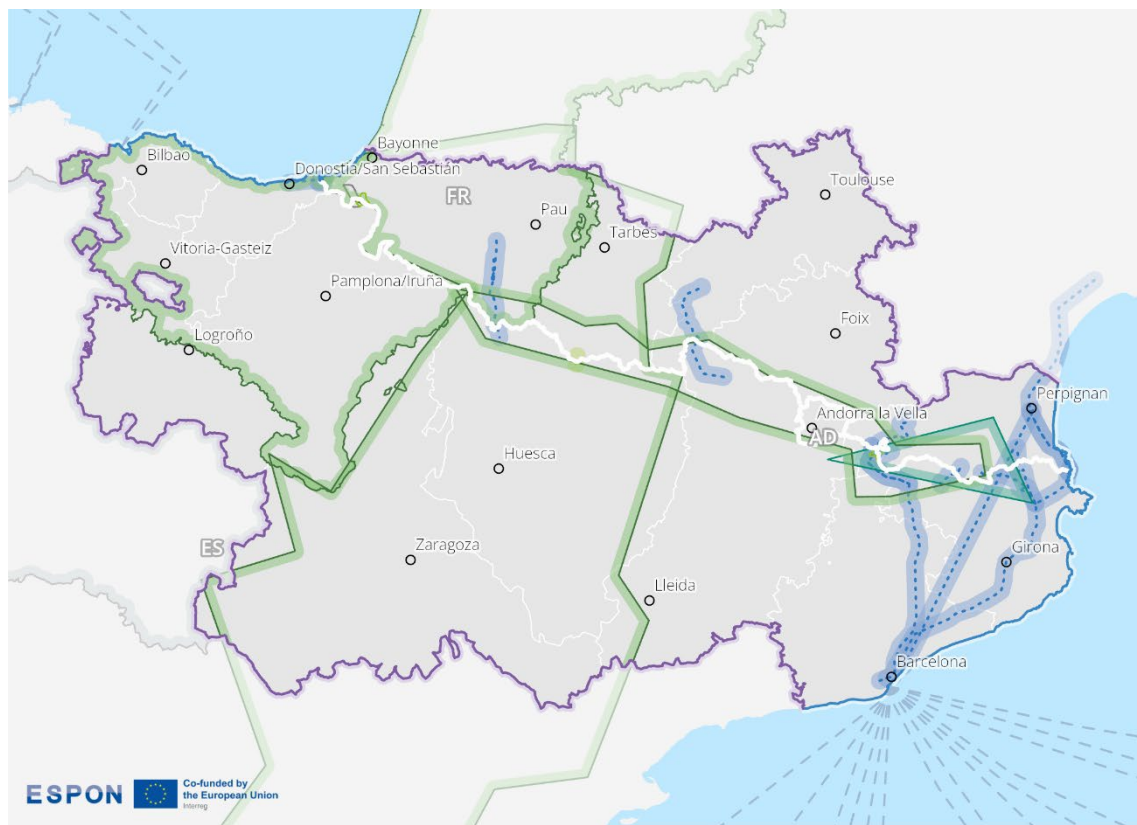 Bayonne
Bilbao
Donostia/San Sebastián
Toulouse
FR
Pau
Tarbes
Vitoria-Gasteiz
Pamplona/Iruña
Foix
Logroño
Perpignan
Andorra la Vella
AD
Huesca
ES
Zaragoza
Girona
Lleida
Barcelona
ESPON
Co-funded by
the European Union
Interreg